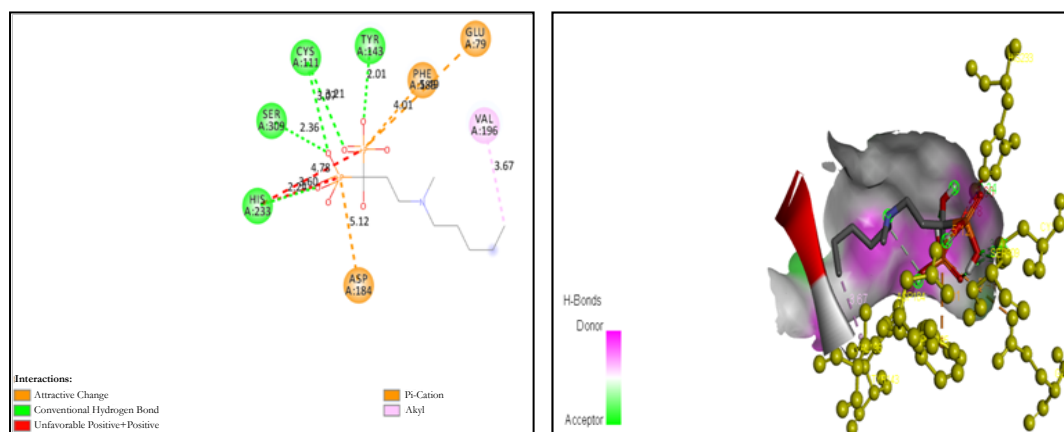 GLU
A:79
TYR
A:143
CYS
A:111
PHE
2.01
4.01
VAL
A:196
SER
A:309
2.36
3.67
4.78
HIS
A:233
5.12
ASP
A:184
Interactions:
Attractive Change
Conventional Hydrogen Bond
Unfavorable Positive+Positive
Pi-Cation
Akyl
H-Bonds
Donor
Acceptor